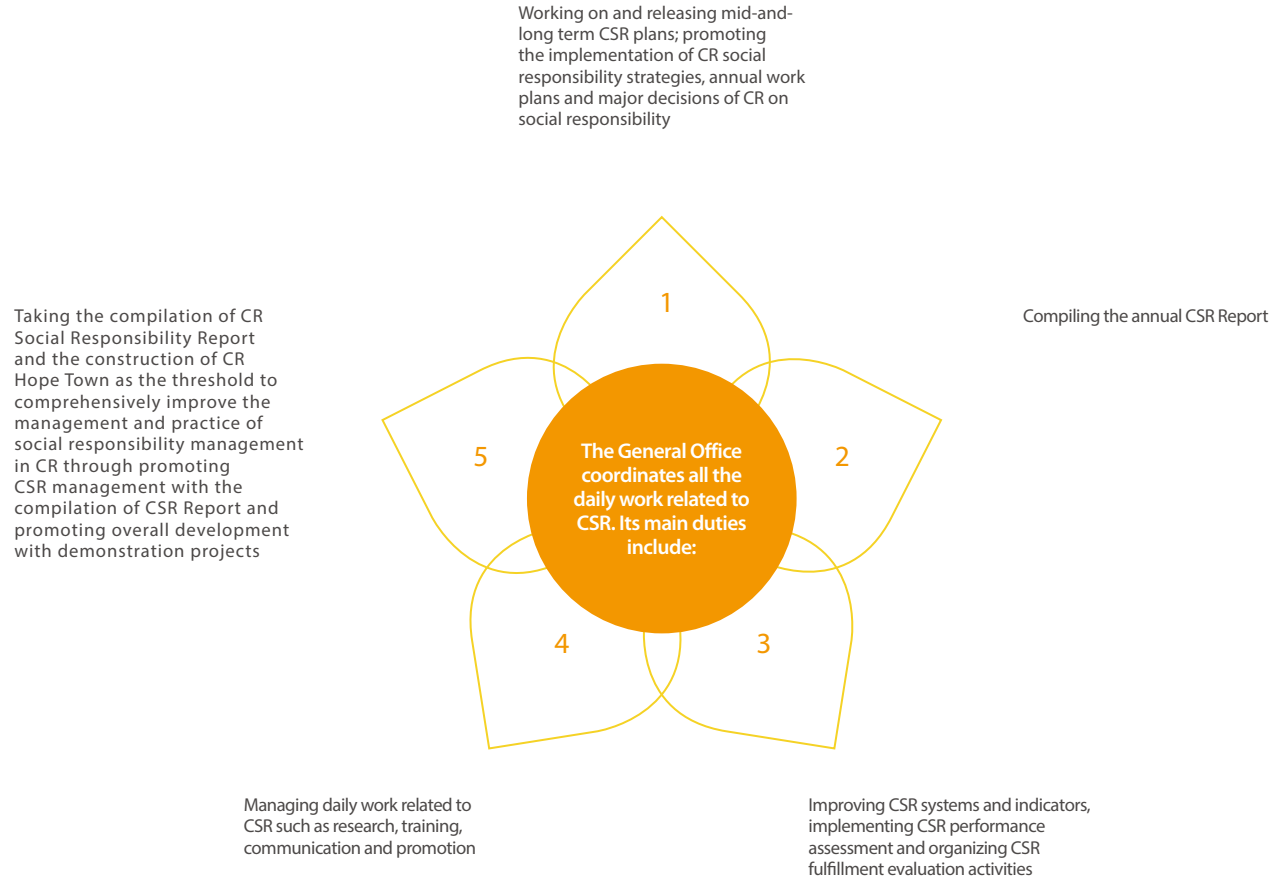 Working on and releasing mid-and-
long term CSR plans; promoting
the implementation of CR social
responsibility strategies, annual work
plans and major decisions of CR on
social responsibility
1
Compiling the annual CSR Report
2
Improving CSR systems and indicators,
implementing CSR performance
assessment and organizing CSR
fulfillment evaluation activities
3
Managing daily work related to
CSR such as research, training,
communication and promotion
4
Taking the compilation of CR
Social Responsibility Report
and the construction of CR
Hope Town as the threshold to
comprehensively improve the
management and practice of
social responsibility management
in CR through promoting
CSR management with the
compilation of CSR Report and
promoting overall development
with demonstration projects
5
The General Office
coordinates all the
daily work related to
CSR. Its main duties
include: